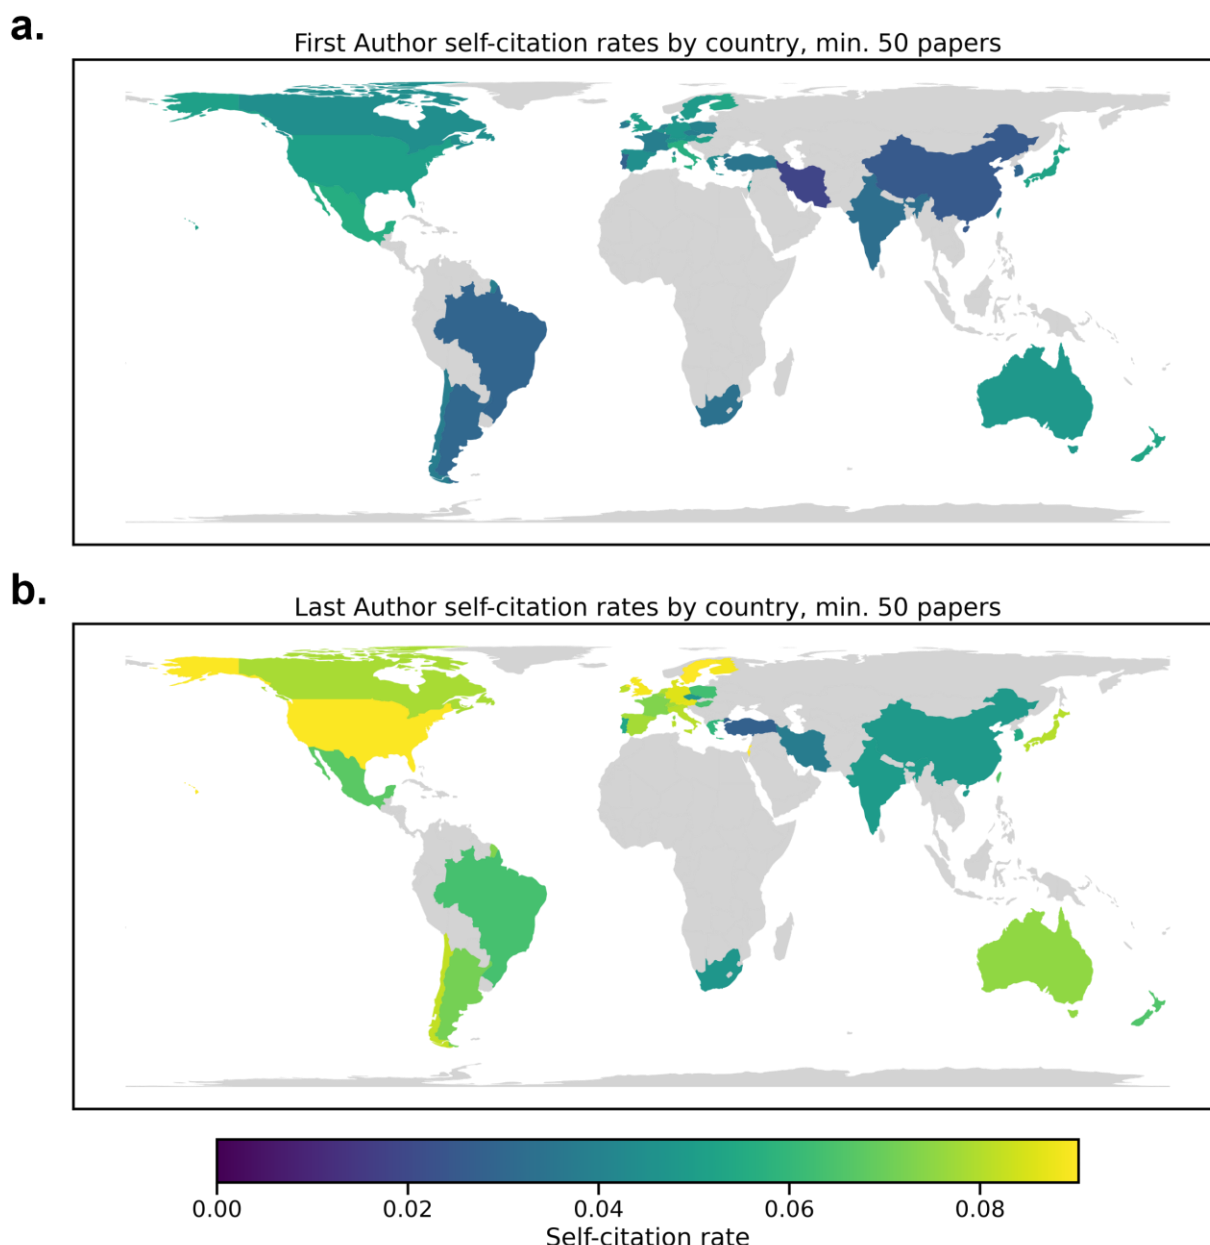 a.
First Author self-citation rates by country, min. 50 papers
b.
Last Author self-citation rates by country, min. 50 papers
0.00 0.02 0.04 0.06 0.08
Self-citation rate